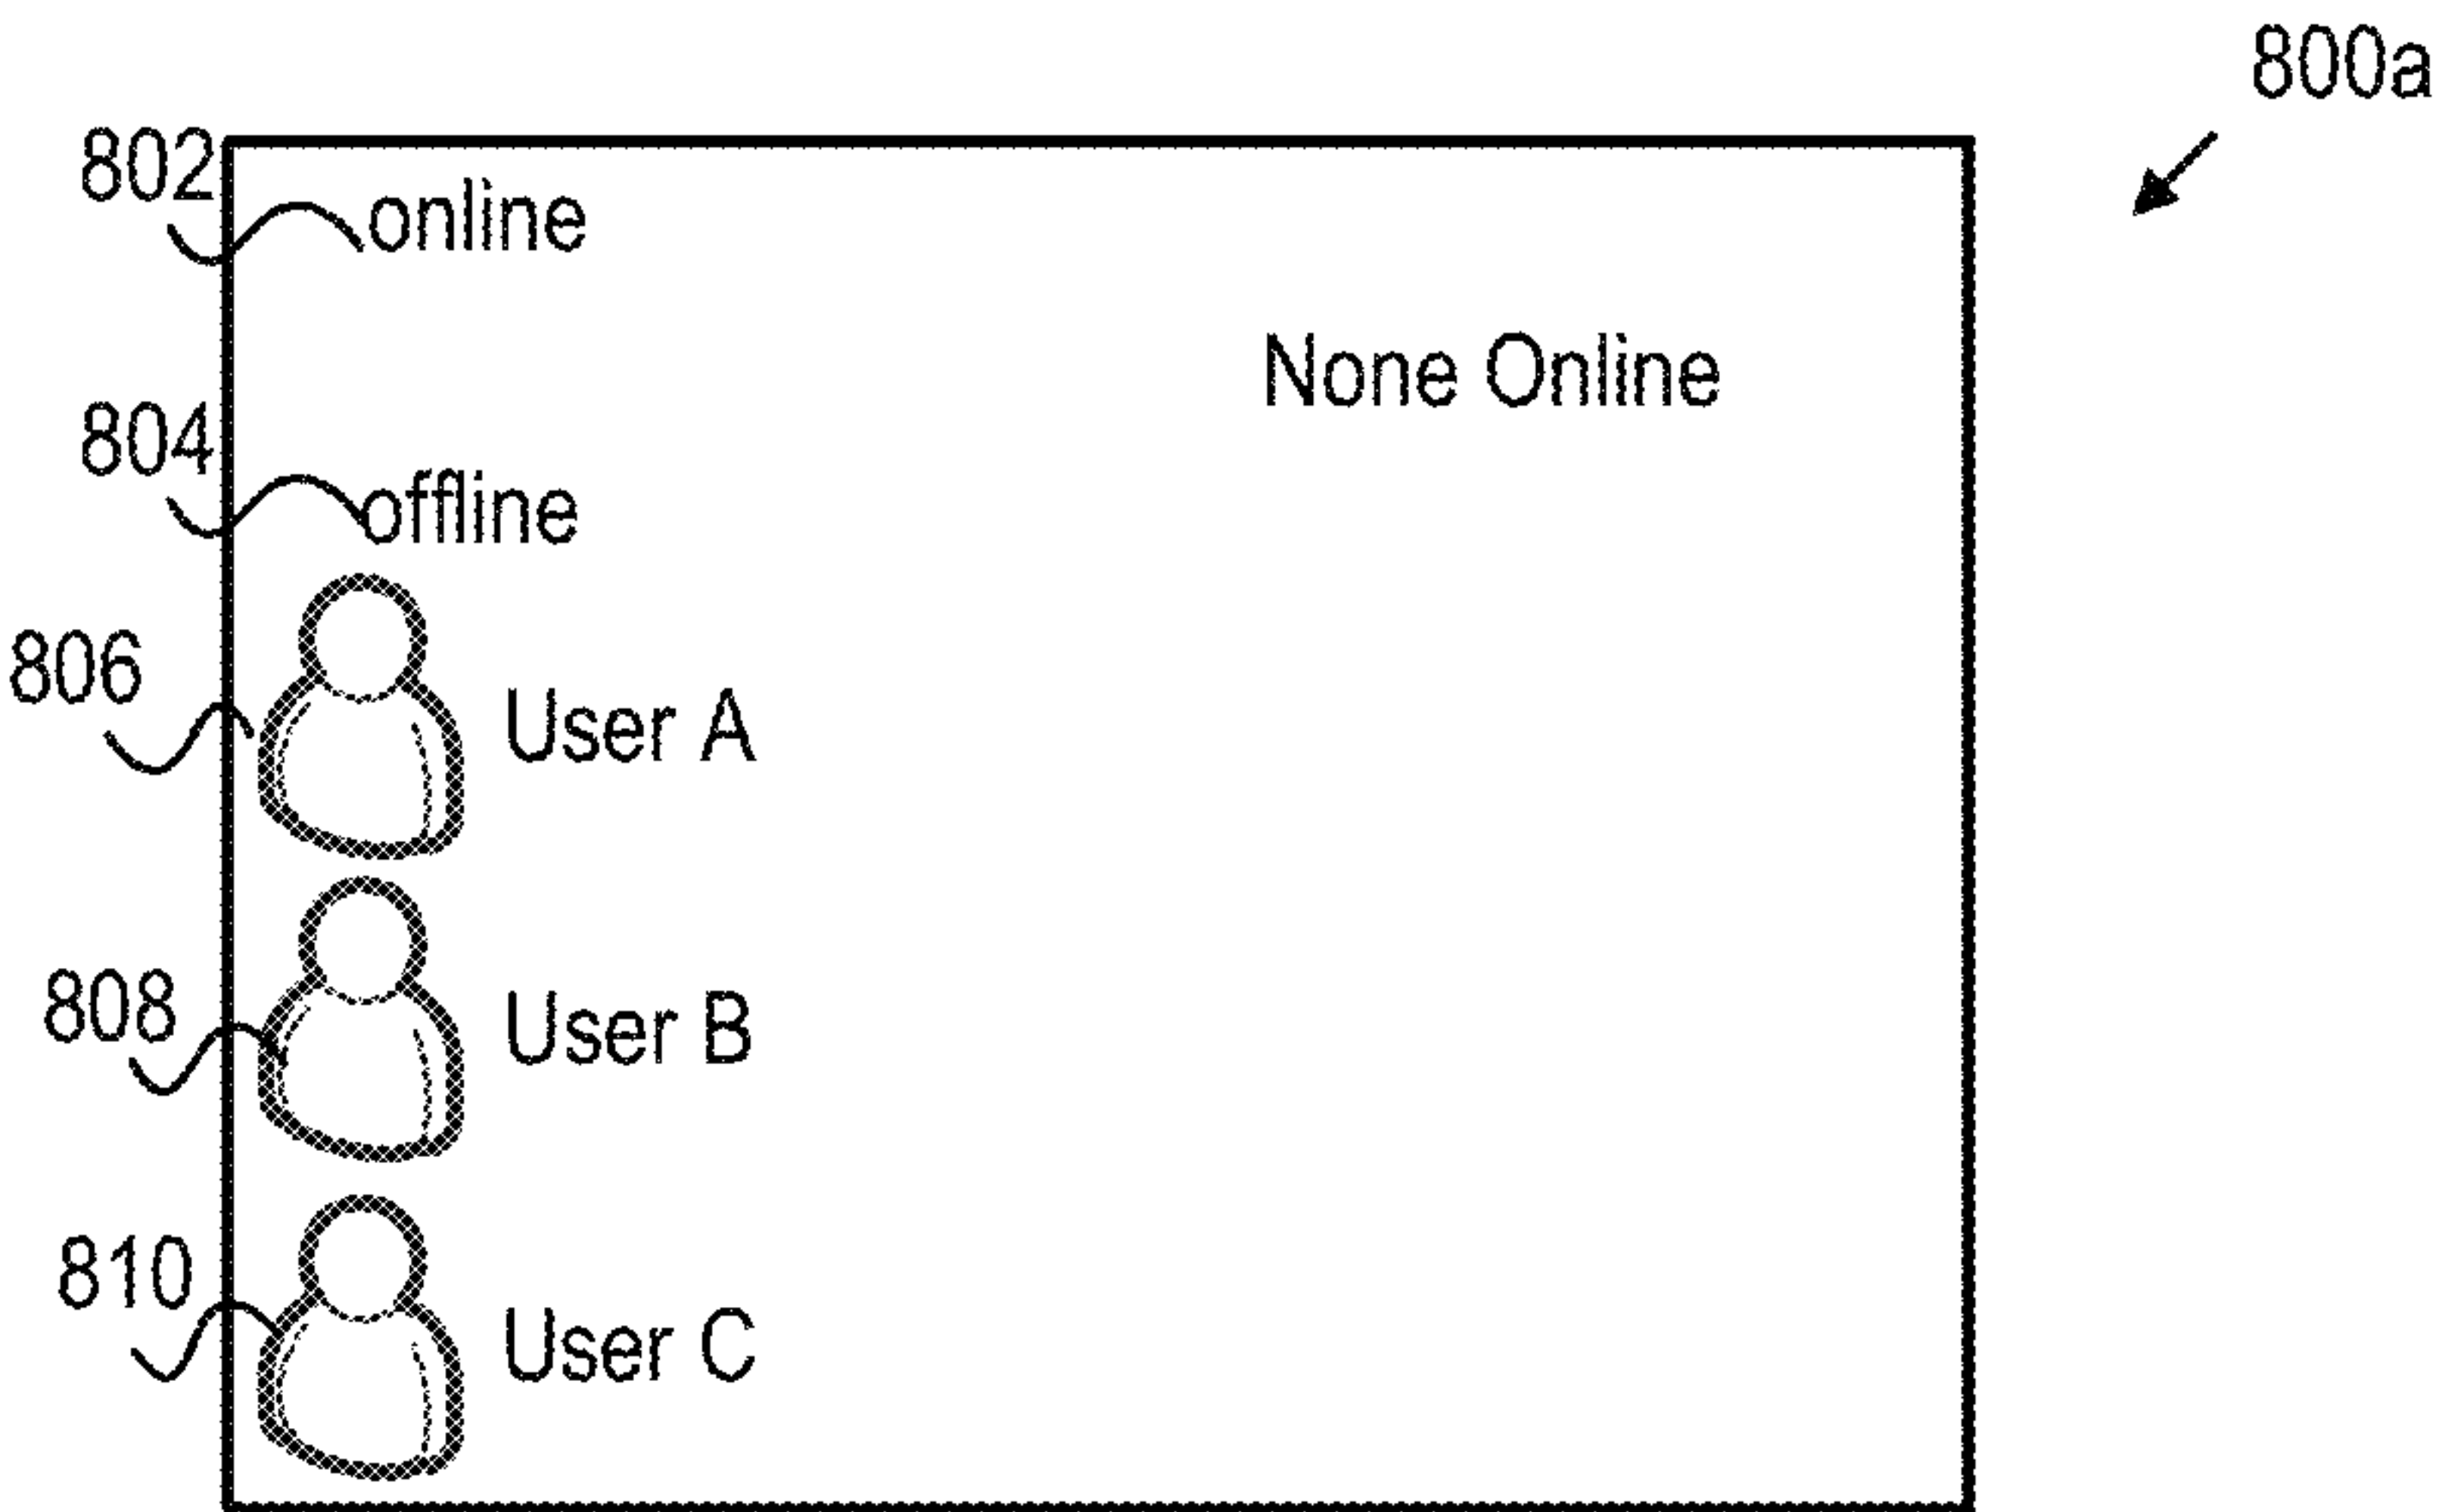 800a
802
online
None Online
804
offline
806
User A
808
User B
810
User C